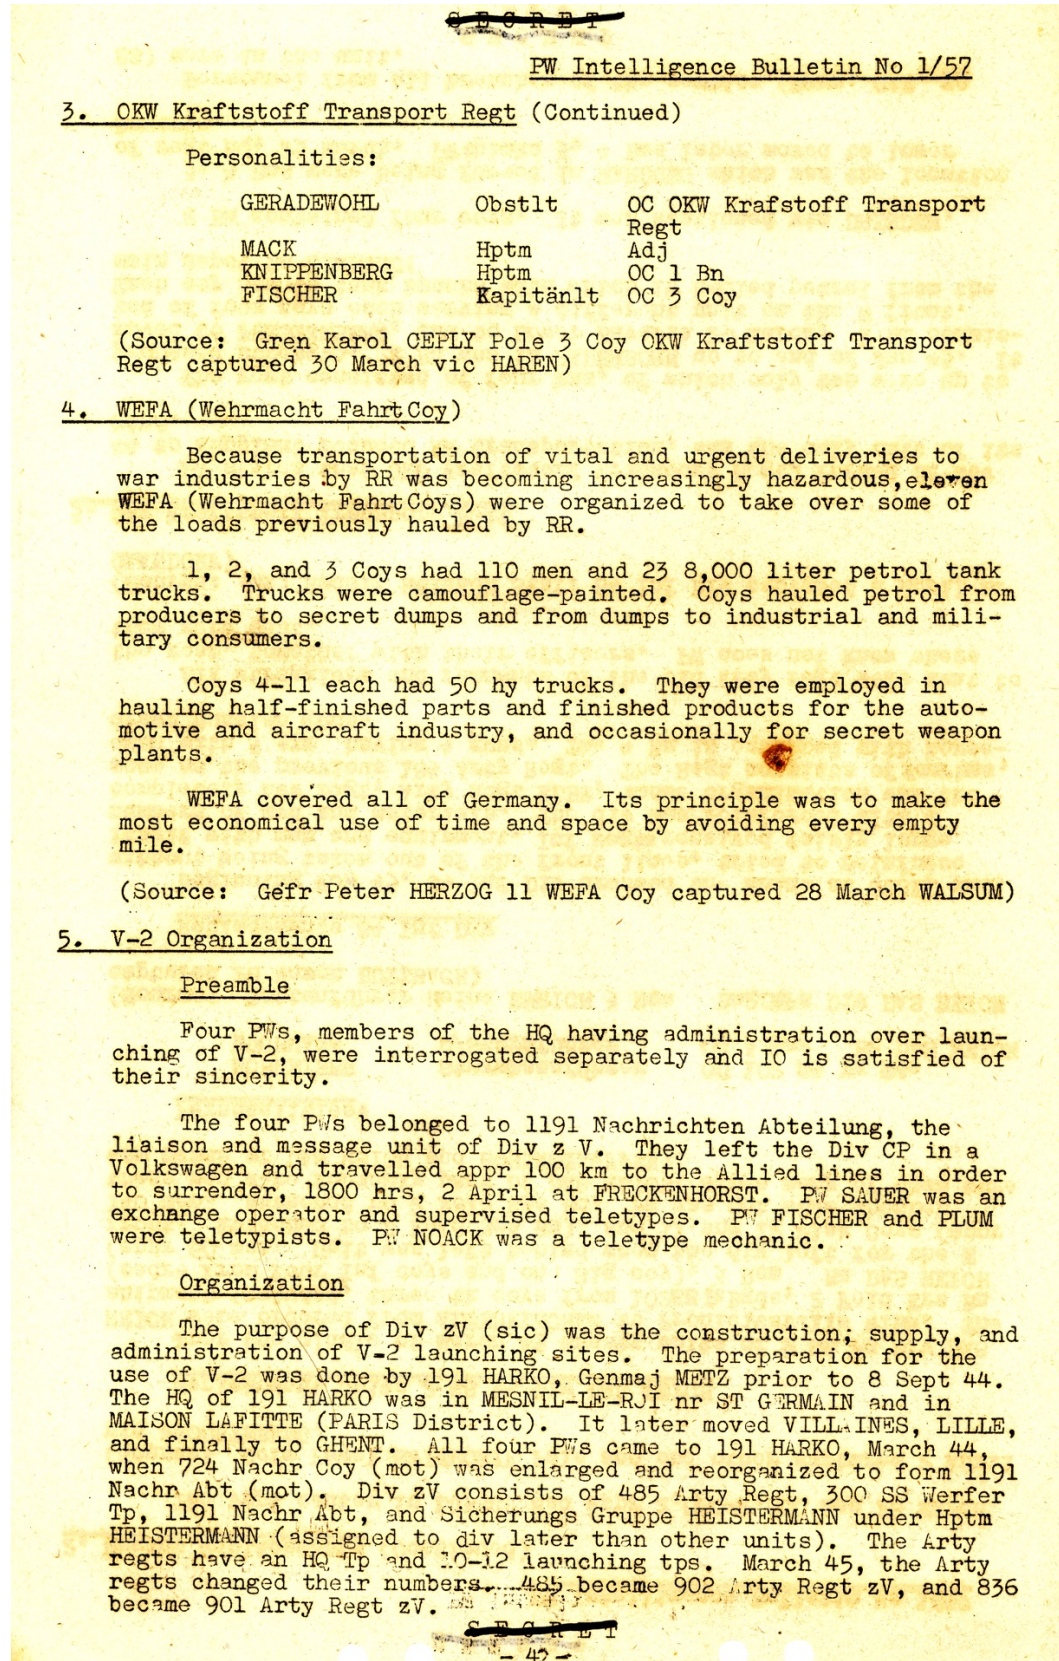 SECRET
PW Intelligence Bulletin No 1/57
3. OKW Kraftstoff Transport Regt (Continued)
Personalities:
GERADEWOHL Obstlt OC OKW Krafstoff Transport
Regt
MACK Hptm Adj
KNIPPENBERG Hptm OC 1 Bn
FISCHER Kapitänlt OC 3 Coy
(Source: Gren Karol CEPLY Pole 3 Coy OKW Kraftstoff Transport
Regt captured 30 March vic HAREN)
4. WEFA (Wehrmacht Fahrt Coy)
Because transportation of vital and urgent deliveries to
war industries by RR was becoming increasingly hazardous, eleven
WEFA (Wehrmacht Fahrt Coys) were organized to take over some of
the loads previously hauled by RR.
1, 2, and 3 Coys had 110 men and 23 8,000 liter petrol tank
trucks. Trucks were camouflage-painted. Coys hauled petrol from
producers to secret dumps and from dumps to industrial and mili-
tary consumers.
Coys 4-11 each had 50 hy trucks. They were employed in
hauling half-finished parts and finished products for the auto-
motive and aircraft industry, and occasionally for secret weapon
plants.
WEFA covered all of Germany. Its principle was to make the
most economical use of time and space by avoiding every empty
mile.
(Source: Gefr Peter HERZOG 11 WEFA Coy captured 28 March WALSUM)
5. V-2 Organization
Preamble
Four PWs, members of the HQ having administration over laun-
ching of V-2, were interrogated separately and IO is satisfied of
their sincerity.
The four PWs belonged to 1191 Nachrichten Abteilung, the
liaison and message unit of Div z V. They left the Div CP in a
Volkswagen and travelled appr 100 km to the Allied lines in order
to surrender, 1800 hrs, 2 April at FRECKENHORST. PW SAUER was an
exchange operator and supervised teletypes. PW FISCHER and PLUM
were teletypists. PW NOACK was a teletype mechanic.
Organization
The purpose of Div zV (sic) was the construction, supply, and
administration of V-2 launching sites. The preparation for the
use of V-2 was done by 191 HARKO, Genmaj METZ prior to 8 Sept 44.
The HQ of 191 HARKO was in MESNIL-LE-ROI nr ST GERMAIN and in
MAISON LAFITTE (PARIS District). It later moved VILLAINES, LILLE,
and finally to GHENT. All four PWs came to 191 HARKO, March 44,
when 724 Nachr Coy (mot) was enlarged and reorganized to form 1191
Nachr Abt (mot). Div zV consists of 485 Arty Regt, 300 SS Werfer
Tp, 1191 Nachr Abt, and Sicherungs Gruppe HEISTERMANN under Hptm
HEISTERMANN (assigned to div later than other units). The Arty
regts have an HQ Tp and 10-12 launching tps. March 45, the Arty
regts changed their numbers. 485 became 902 Arty Regt zV, and 836
became 901 Arty Regt zV.
SECRET
- 42 -